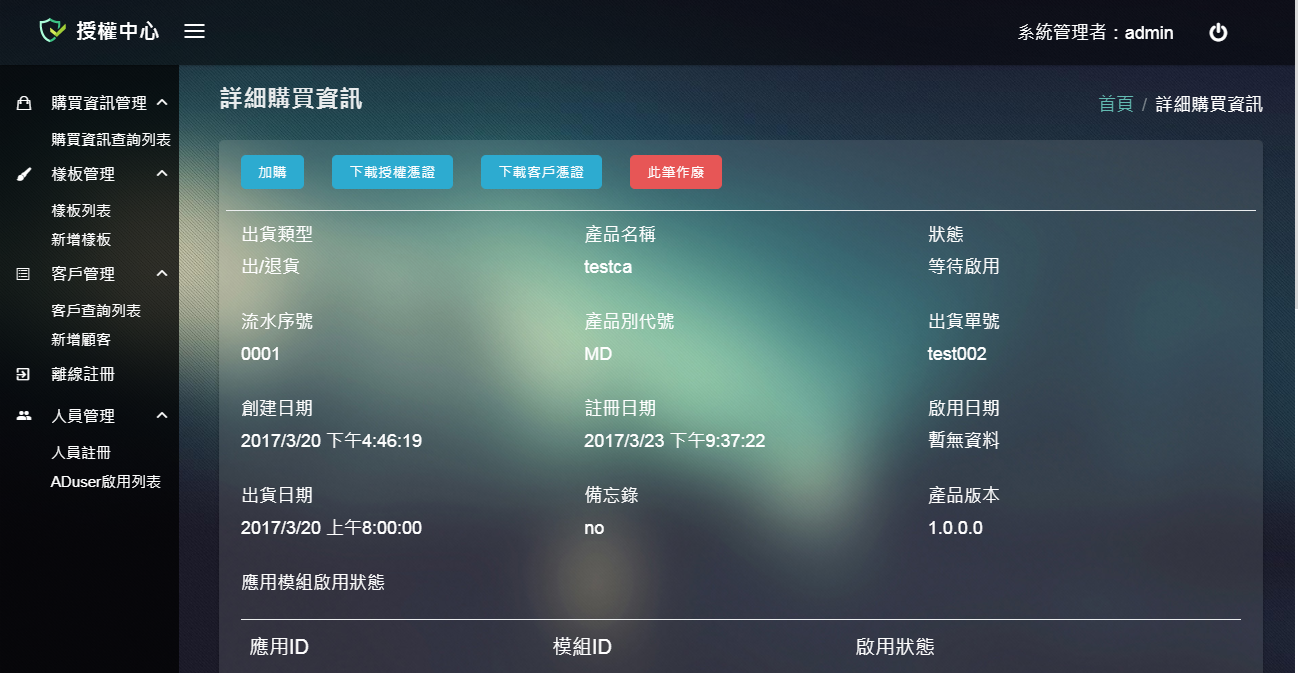 授權中心
系統管理者：admin
購買資訊管理
購買資訊查詢列表
樣板管理
樣板列表
新增樣板
客戶管理
客戶查詢列表
新增顧客
離線註冊
人員管理
人員註冊
ADuser啟用列表
詳細購買資訊
首頁 / 詳細購買資訊
加購 下載授權憑證 下載客戶憑證 此筆作廢
出貨類型 產品名稱 狀態
出/退貨 testca 等待啟用
流水序號 產品別代號 出貨單號
0001 MD test002
創建日期 註冊日期 啟用日期
2017/3/20 下午4:46:19 2017/3/23 下午9:37:22 暫無資料
出貨日期 備忘錄 產品版本
2017/3/20 上午8:00:00 no 1.0.0.0
應用模組啟用狀態
應用ID 模組ID 啟用狀態